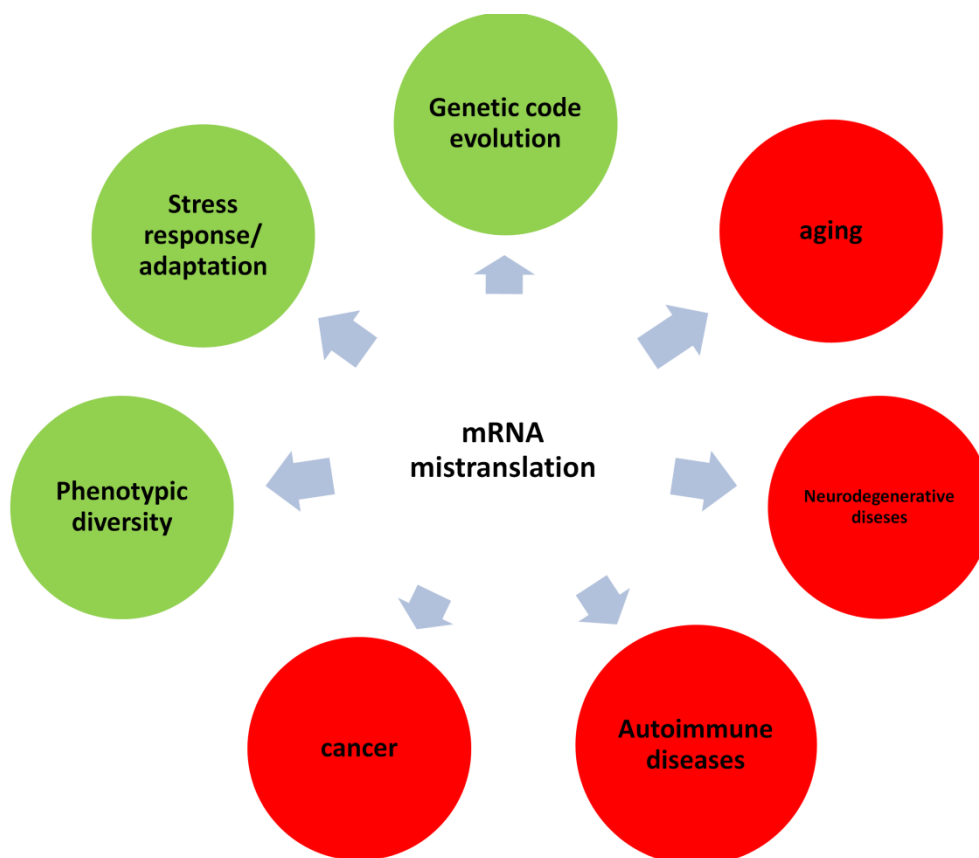 Genetic code
evolution
Stress
response/
adaptation
aging
mRNA
mistranslation
Phenotypic
diversity
Neurodegenerative
diseses
cancer
Autoimmune
diseases